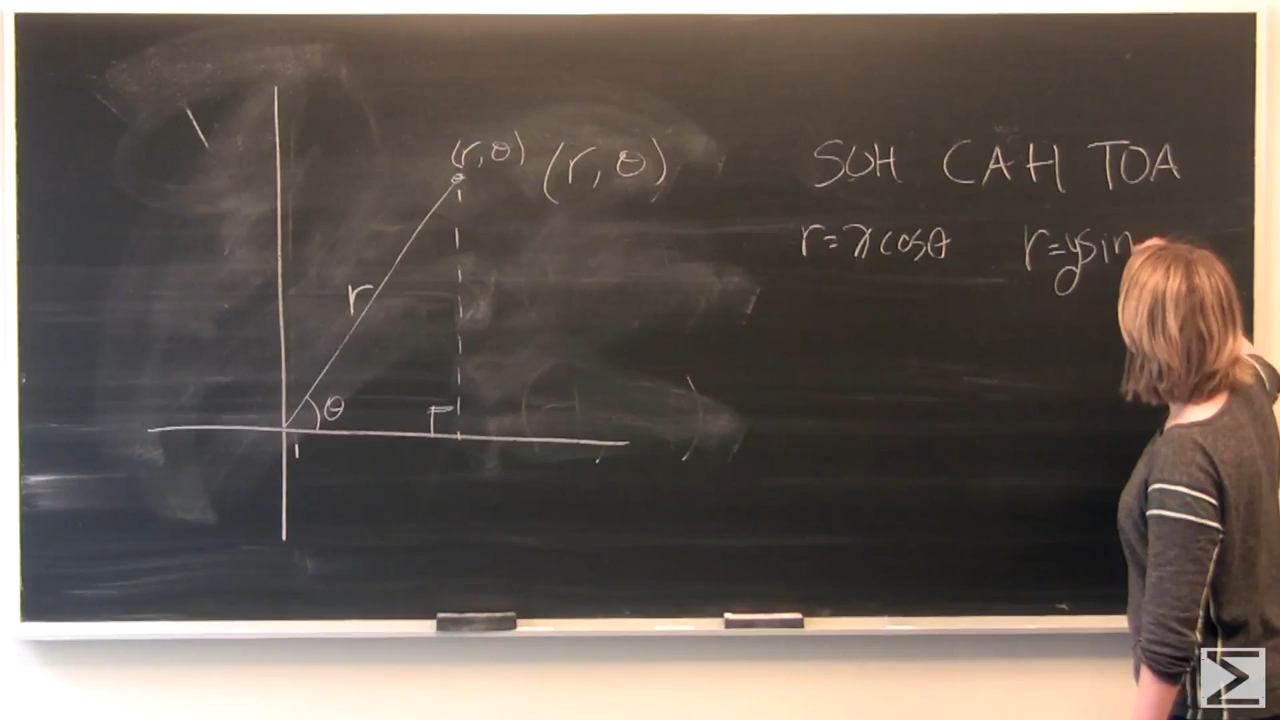 (r, θ) (r, θ)
SOH CAH TOA
r=xcosθ r=ysin
r
θ
Σ